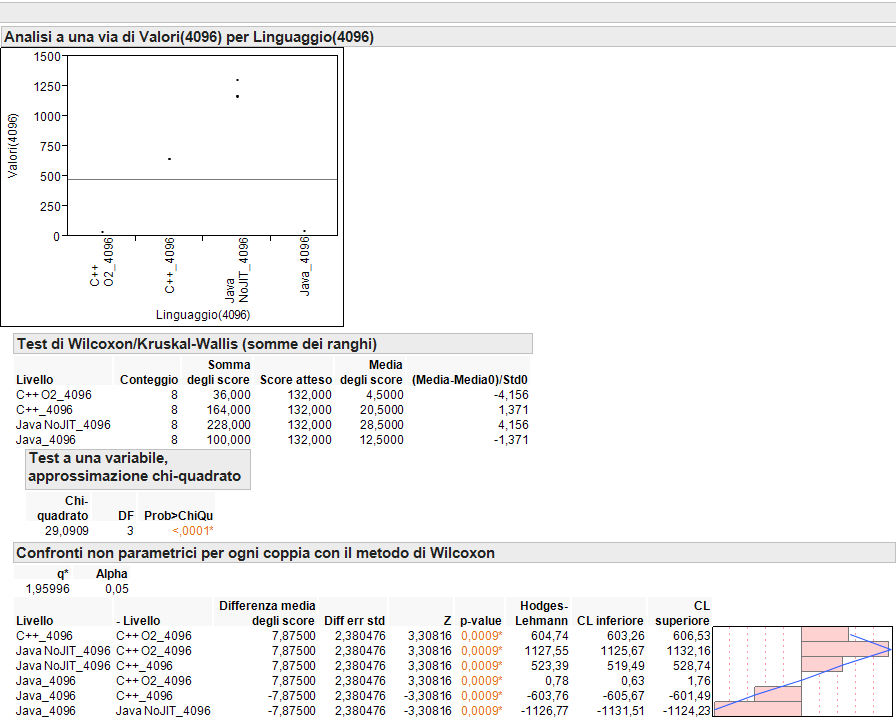 Analisi a una via di Valori(4096) per Linguaggio(4096)
1500
1250
1000
750
500
250
0
Valori(4096)
C++
O2_4096
C++_4096
Java
NoJIT_4096
Java_4096
Linguaggio(4096)
Test di Wilcoxon/Kruskal-Wallis (somme dei ranghi)
Somma Media
Livello Conteggio degli score Score atteso degli score (Media-Media0)/Std0
C++ O2_4096 8 36,000 132,000 4,5000 -4,156
C++_4096 8 164,000 132,000 20,5000 1,371
Java NoJIT_4096 8 228,000 132,000 28,5000 4,156
Java_4096 8 100,000 132,000 12,5000 -1,371
Test a una variabile,
approssimazione chi-quadrato
Chi-
quadrato DF Prob>ChiQu
29,0909 3 <,0001*
Confronti non parametrici per ogni coppia con il metodo di Wilcoxon
q* Alpha
1,95996 0,05
Differenza media Hodges- CL
Livello - Livello degli score Diff err std Z p-value Lehmann CL inferiore superiore
C++_4096 C++ O2_4096 7,87500 2,380476 3,30816 0,0009* 604,74 603,26 606,53
Java NoJIT_4096 C++ O2_4096 7,87500 2,380476 3,30816 0,0009* 1127,55 1125,67 1132,16
Java NoJIT_4096 C++_4096 7,87500 2,380476 3,30816 0,0009* 523,39 519,49 528,74
Java_4096 C++ O2_4096 7,87500 2,380476 3,30816 0,0009* 0,78 0,63 1,76
Java_4096 C++_4096 -7,87500 2,380476 -3,30816 0,0009* -603,76 -605,67 -601,49
Java_4096 Java NoJIT_4096 -7,87500 2,380476 -3,30816 0,0009* -1126,77 -1131,51 -1124,23